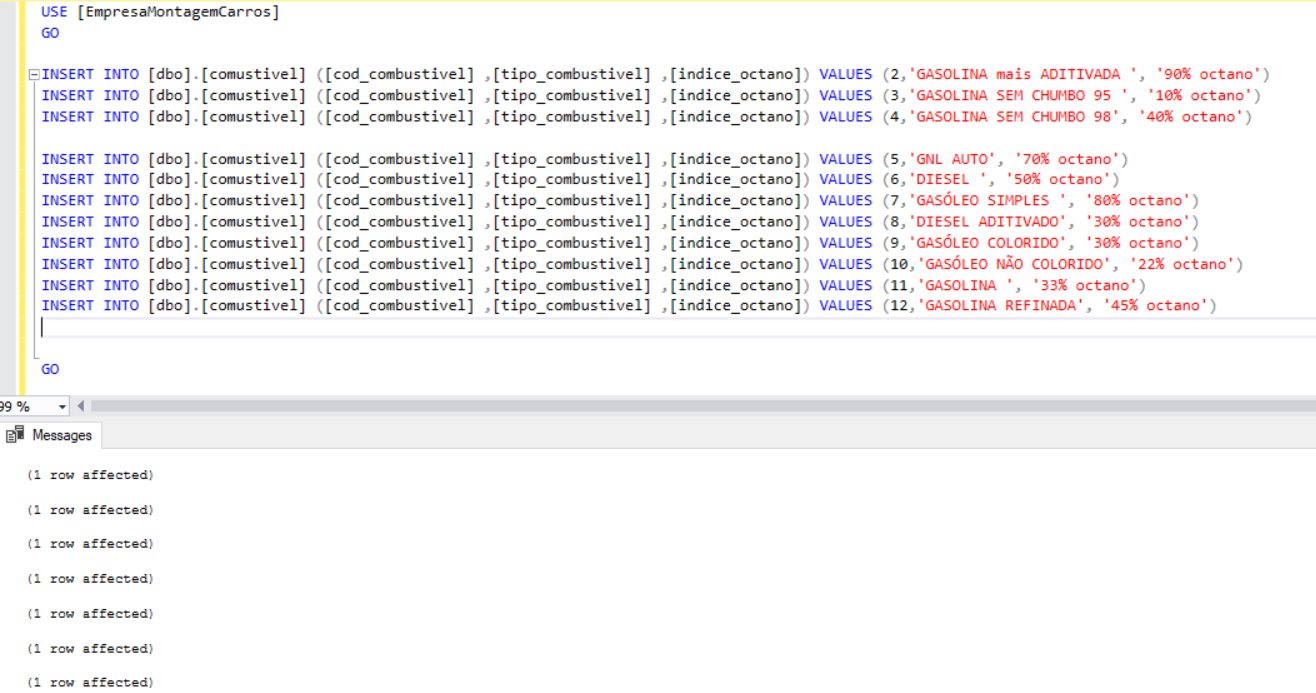 USE [EmpresaMontagemCarros]
GO
INSERT INTO [dbo].[comustivel] ([cod_combustivel] ,[tipo_combustivel] ,[indice_octano]) VALUES (2,'GASOLINA mais ADITIVADA ', '90% octano')
INSERT INTO [dbo].[comustivel] ([cod_combustivel] ,[tipo_combustivel] ,[indice_octano]) VALUES (3,'GASOLINA SEM CHUMBO 95 ', '10% octano')
INSERT INTO [dbo].[comustivel] ([cod_combustivel] ,[tipo_combustivel] ,[indice_octano]) VALUES (4,'GASOLINA SEM CHUMBO 98', '40% octano')
INSERT INTO [dbo].[comustivel] ([cod_combustivel] ,[tipo_combustivel] ,[indice_octano]) VALUES (5,'GNL AUTO', '70% octano')
INSERT INTO [dbo].[comustivel] ([cod_combustivel] ,[tipo_combustivel] ,[indice_octano]) VALUES (6,'DIESEL ', '50% octano')
INSERT INTO [dbo].[comustivel] ([cod_combustivel] ,[tipo_combustivel] ,[indice_octano]) VALUES (7,'GASÓLEO SIMPLES ', '80% octano')
INSERT INTO [dbo].[comustivel] ([cod_combustivel] ,[tipo_combustivel] ,[indice_octano]) VALUES (8,'DIESEL ADITIVADO', '30% octano')
INSERT INTO [dbo].[comustivel] ([cod_combustivel] ,[tipo_combustivel] ,[indice_octano]) VALUES (9,'GASÓLEO COLORIDO', '30% octano')
INSERT INTO [dbo].[comustivel] ([cod_combustivel] ,[tipo_combustivel] ,[indice_octano]) VALUES (10,'GASÓLEO NÃO COLORIDO', '22% octano')
INSERT INTO [dbo].[comustivel] ([cod_combustivel] ,[tipo_combustivel] ,[indice_octano]) VALUES (11,'GASOLINA ', '33% octano')
INSERT INTO [dbo].[comustivel] ([cod_combustivel] ,[tipo_combustivel] ,[indice_octano]) VALUES (12,'GASOLINA REFINADA', '45% octano')
GO
99 %
Messages
(1 row affected)
(1 row affected)
(1 row affected)
(1 row affected)
(1 row affected)
(1 row affected)
(1 row affected)